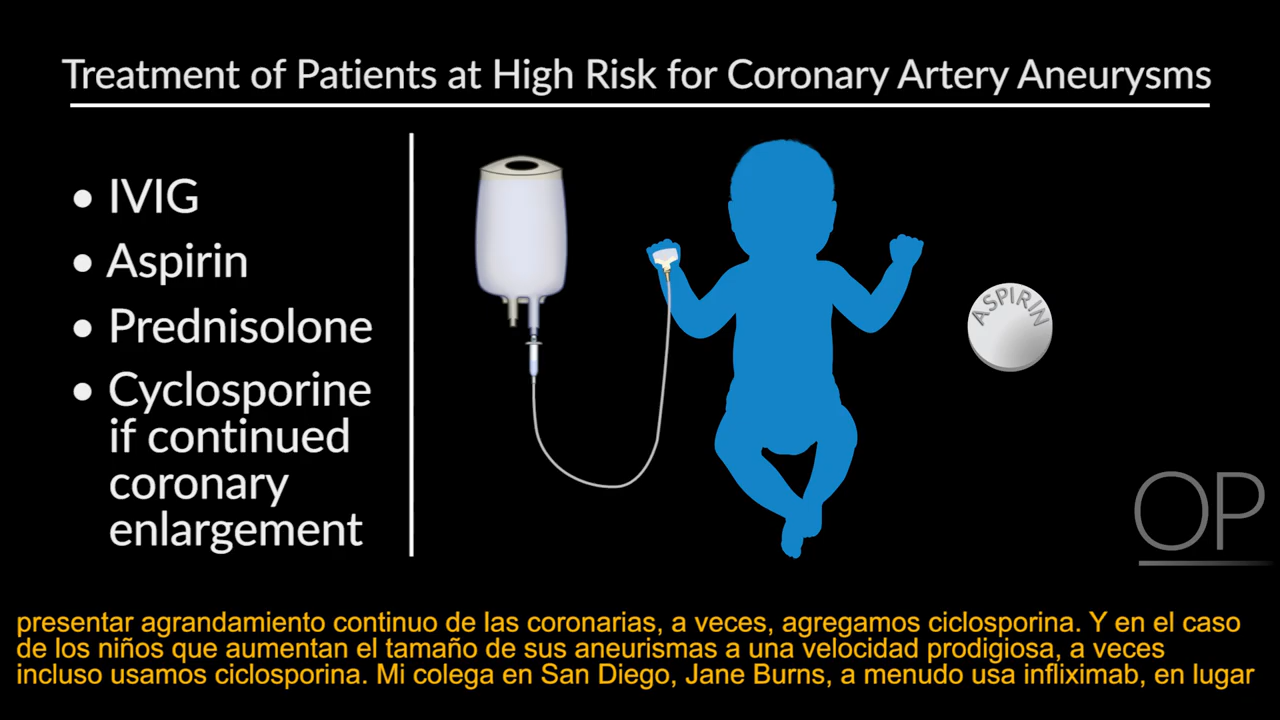 Treatment of Patients at High Risk for Coronary Artery Aneurysms
• IVIG
• Aspirin
• Prednisolone
• Cyclosporine
if continued
coronary
enlargement
ASPIRIN
OP
presentar agrandamiento continuo de las coronarias, a veces, agregamos ciclosporina. Y en el caso
de los niños que aumentan el tamaño de sus aneurismas a una velocidad prodigiosa, a veces
incluso usamos ciclosporina. Mi colega en San Diego, Jane Burns, a menudo usa infliximab, en lugar